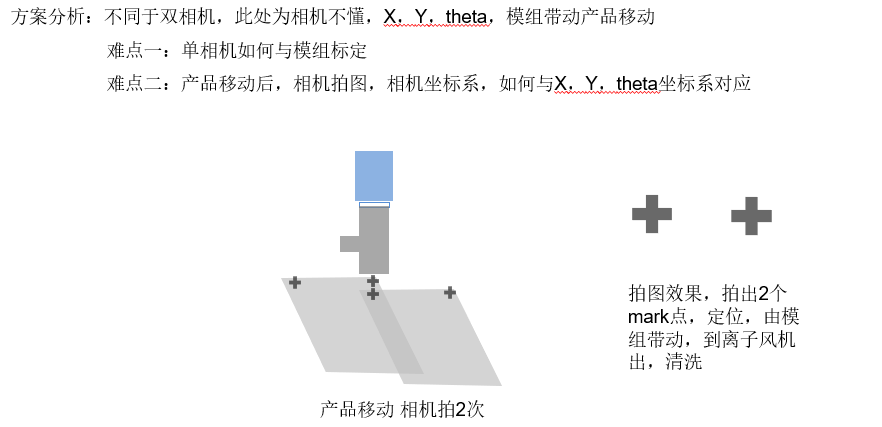 方案分析：不同于双相机，此处为相机不懂，X，Y，theta，模组带动产品移动
难点一：单相机如何与模组标定
难点二：产品移动后，相机拍图，相机坐标系，如何与X，Y，theta坐标系对应
拍图效果，拍出2个
mark点，定位，由模
组带动，到离子风机
出，清洗
产品移动 相机拍2次